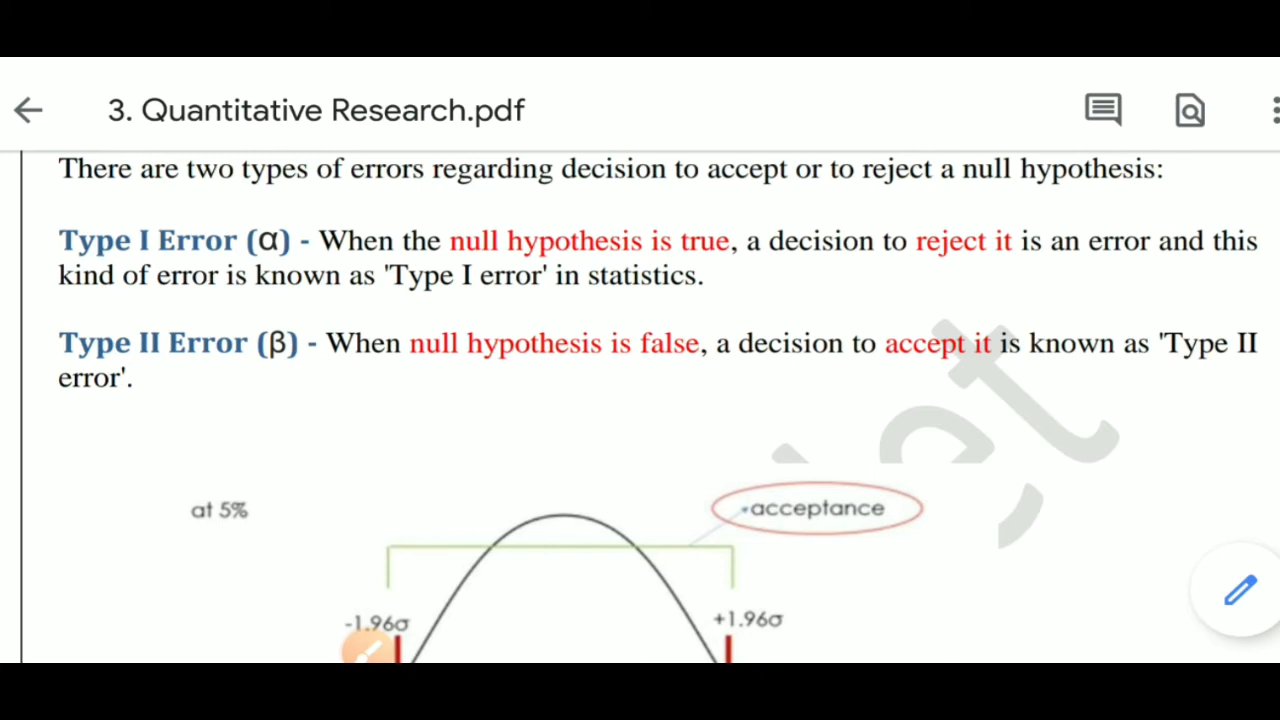 3. Quantitative Research.pdf
There are two types of errors regarding decision to accept or to reject a null hypothesis:
Type I Error (α) - When the null hypothesis is true, a decision to reject it is an error and this
kind of error is known as 'Type I error' in statistics.
Type II Error (β) - When null hypothesis is false, a decision to accept it is known as 'Type II
error'.
at 5%
acceptance
-1.96σ
+1.96σ